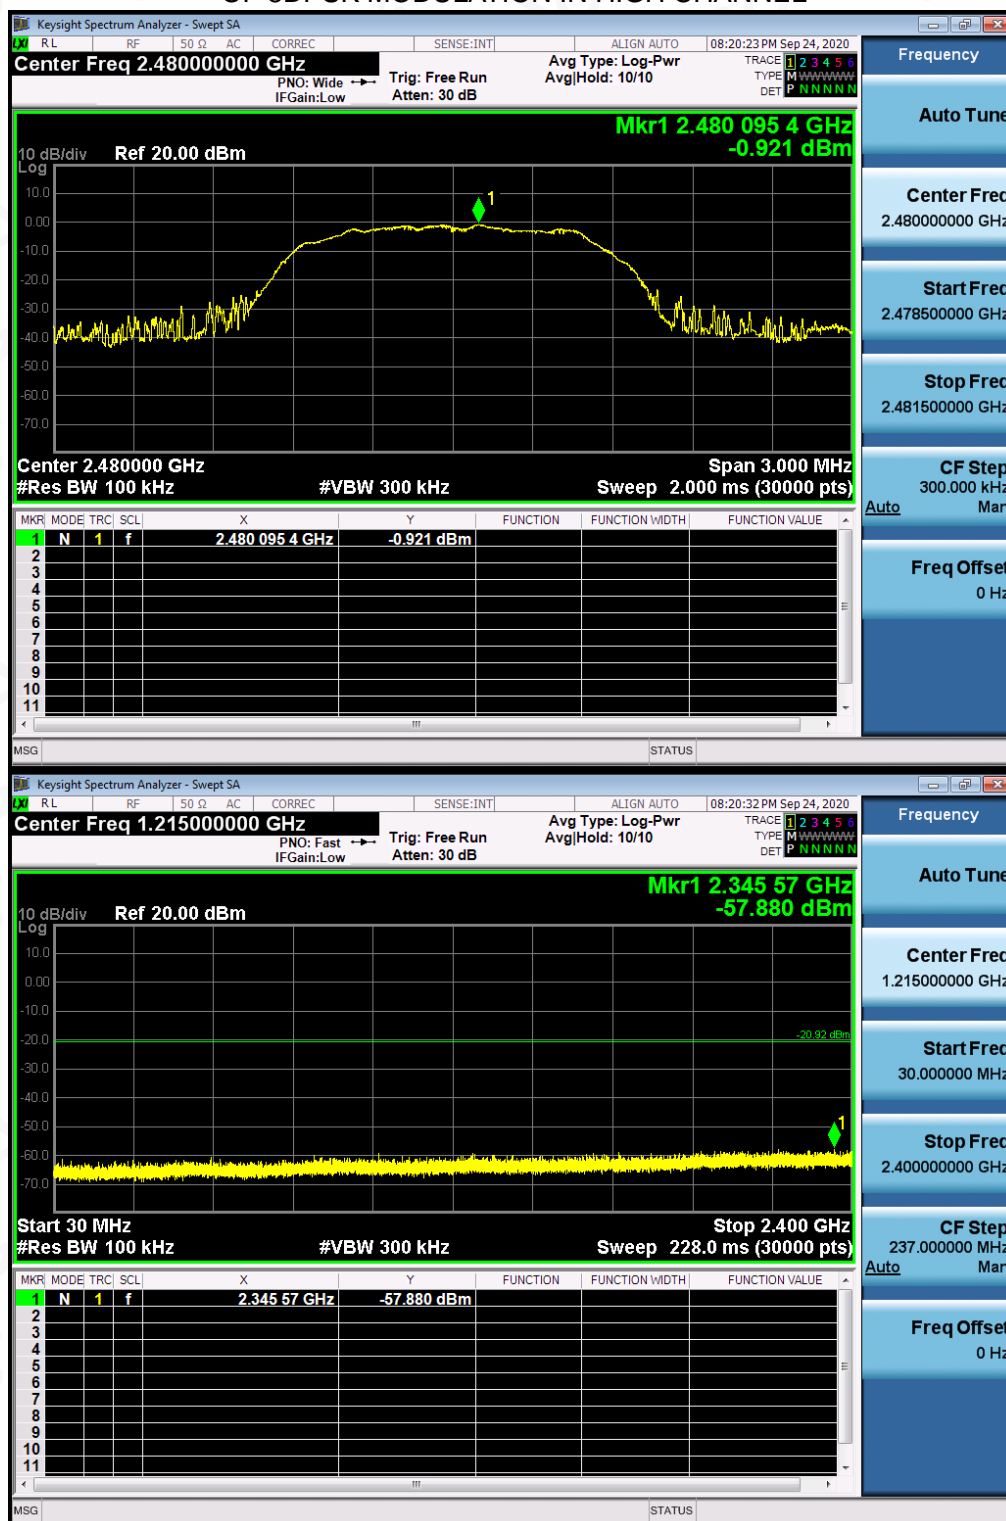 OF 8DPSK MODULATION IN HIGH CHANNEL
Keysight Spectrum Analyzer - Swept SA
LXI RL RF 50 Ω AC CORREC SENSE:INT ALIGN AUTO 08:20:23 PM Sep 24, 2020
Center Freq 2.480000000 GHz
PNO: Wide
IFGain:Low
Trig: Free Run
Atten: 30 dB
Avg Type: Log-Pwr
Avg|Hold: 10/10
TRACE 1 2 3 4 5 6
TYPE M WWWWW
DET P N N N N N
Mkr1 2.480 095 4 GHz
-0.921 dBm
10 dB/div Ref 20.00 dBm
Log
10.0
0.00
-10.0
-20.0
-30.0
-40.0
-50.0
-60.0
-70.0
1
Center 2.480000 GHz Span 3.000 MHz
#Res BW 100 kHz #VBW 300 kHz Sweep 2.000 ms (30000 pts)
MKR MODE TRC SCL X Y FUNCTION FUNCTION WIDTH FUNCTION VALUE
1 N 1 f 2.480 095 4 GHz -0.921 dBm
2
3
4
5
6
7
8
9
10
11
MSG STATUS
Frequency
Auto Tune
Center Freq
2.480000000 GHz
Start Freq
2.478500000 GHz
Stop Freq
2.481500000 GHz
CF Step
300.000 kHz
Auto Man
Freq Offset
0 Hz
Keysight Spectrum Analyzer - Swept SA
LXI RL RF 50 Ω AC CORREC SENSE:INT ALIGN AUTO 08:20:32 PM Sep 24, 2020
Center Freq 1.215000000 GHz
PNO: Fast
IFGain:Low
Trig: Free Run
Atten: 30 dB
Avg Type: Log-Pwr
Avg|Hold: 10/10
TRACE 1 2 3 4 5 6
TYPE M WWWWW
DET P N N N N N
Mkr1 2.345 57 GHz
-57.880 dBm
10 dB/div Ref 20.00 dBm
Log
10.0
0.00
-10.0
-20.0
-30.0
-40.0
-50.0
-60.0
-70.0
-20.92 dBm
1
Start 30 MHz Stop 2.400 GHz
#Res BW 100 kHz #VBW 300 kHz Sweep 228.0 ms (30000 pts)
MKR MODE TRC SCL X Y FUNCTION FUNCTION WIDTH FUNCTION VALUE
1 N 1 f 2.345 57 GHz -57.880 dBm
2
3
4
5
6
7
8
9
10
11
MSG STATUS
Frequency
Auto Tune
Center Freq
1.215000000 GHz
Start Freq
30.000000 MHz
Stop Freq
2.400000000 GHz
CF Step
237.000000 MHz
Auto Man
Freq Offset
0 Hz